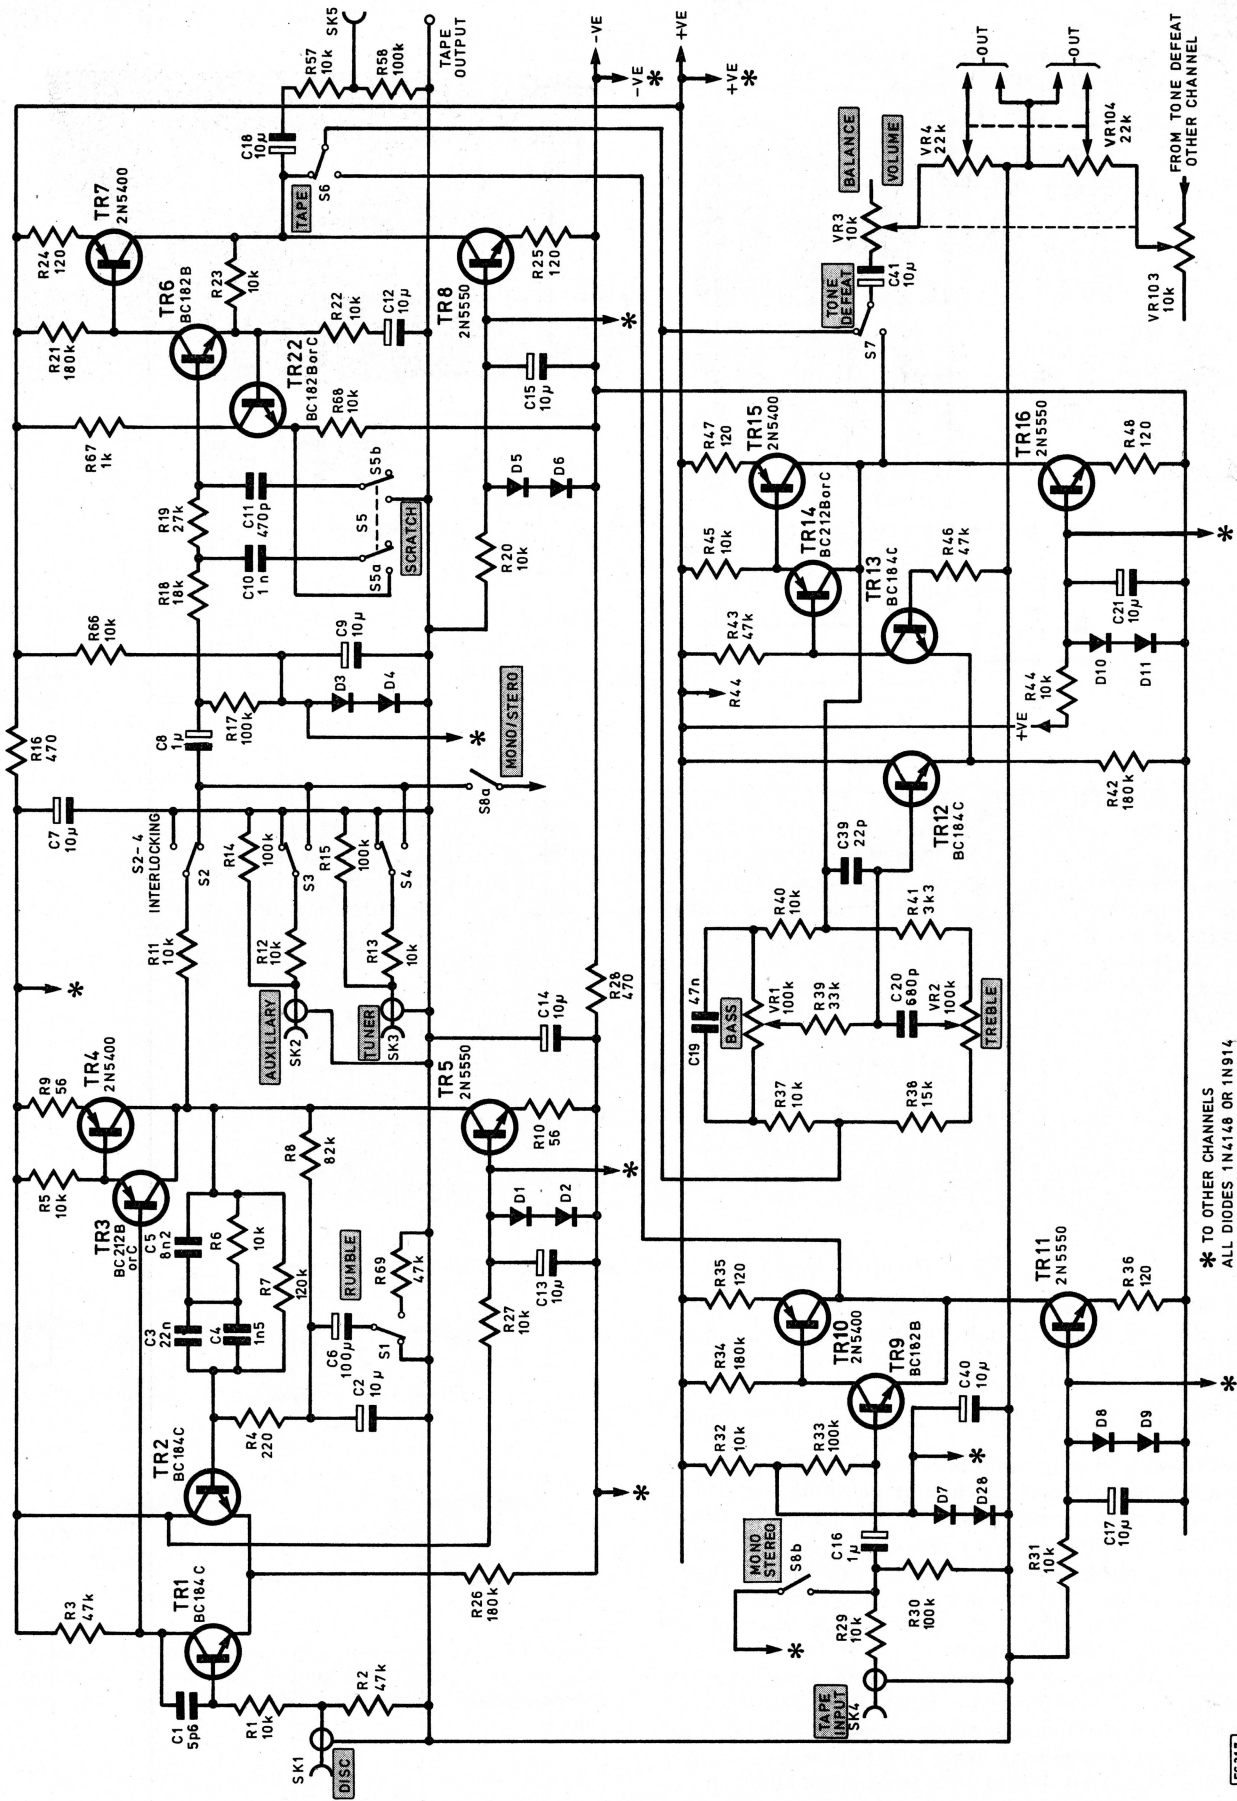 R3
47k
TR1
BC184C
C1
5p6
R1
10k
R2
47k
SK1
DISC
TR2
BC184C
R4
220
C2
10µ
C6
100µ
R26
180k
R5
10k
R9
56
TR4
2N5400
TR3
BC212B
or C
C5
8n2
C3
22n
R6
10k
C4
1n5
R7
120k
R8
82k
RUMBLE
R69
47k
S1
R27
10k
C13
10µ
D1
D2
TR5
2N5550
R10
56
C14
10µ
R28
470
R11
10k
S2-4
INTERLOCKING
S2
C7
10µ
R16
470
AUXILLARY
SK2
R12
10k
R14
100k
S3
TUNER
SK3
R13
10k
R15
100k
S4
C8
1µ
R17
100k
R66
10k
C9
10µ
D3
D4
MONO/STERO
S8a
R18
18k
R19
27k
C10
1n
C11
470p
S5a
S5
S5b
SCRATCH
R67
1k
R21
180k
R24
120
TR7
2N5400
TR6
BC182B
TR22
BC182BorC
R68
10k
R23
10k
R22
10k
C12
10µ
R20
10k
D5
D6
C15
10µ
TR8
2N5550
R25
120
TAPE
S6
C18
10µ
R57
10k
R58
100k
SK5
TAPE
OUTPUT
-VE
-VE *
+VE
+VE *
TAPE
INPUT
SK4
R29
10k
R30
100k
MONO
STEREO
S8b
C16
1µ
R32
10k
R33
100k
R34
180k
R35
120
TR10
2N5400
TR9
BC182B
C40
10µ
D7
D28
R31
10k
C17
10µ
D8
D9
TR11
2N5550
R36
120
C19
47n
BASS
VR1
100k
R37
10k
R38
15k
R39
33k
R40
10k
R41
3k3
C20
680p
VR2
100k
TREBLE
C39
22p
TR12
BC184C
R42
180k
R44
+VE
R43
47k
R45
10k
R47
120
TR15
2N5400
TR14
BC212BorC
TR13
BC184C
R46
47k
R44
10k
D10
D11
C21
10µ
TR16
2N5550
R48
120
TONE
DEFEAT
S7
C41
10µ
VR3
10k
BALANCE
VOLUME
VR4
22k
VR104
22k
OUT
OUT
VR103
10k
FROM TONE DEFEAT
OTHER CHANNEL
* TO OTHER CHANNELS
ALL DIODES 1N4148 OR 1N914